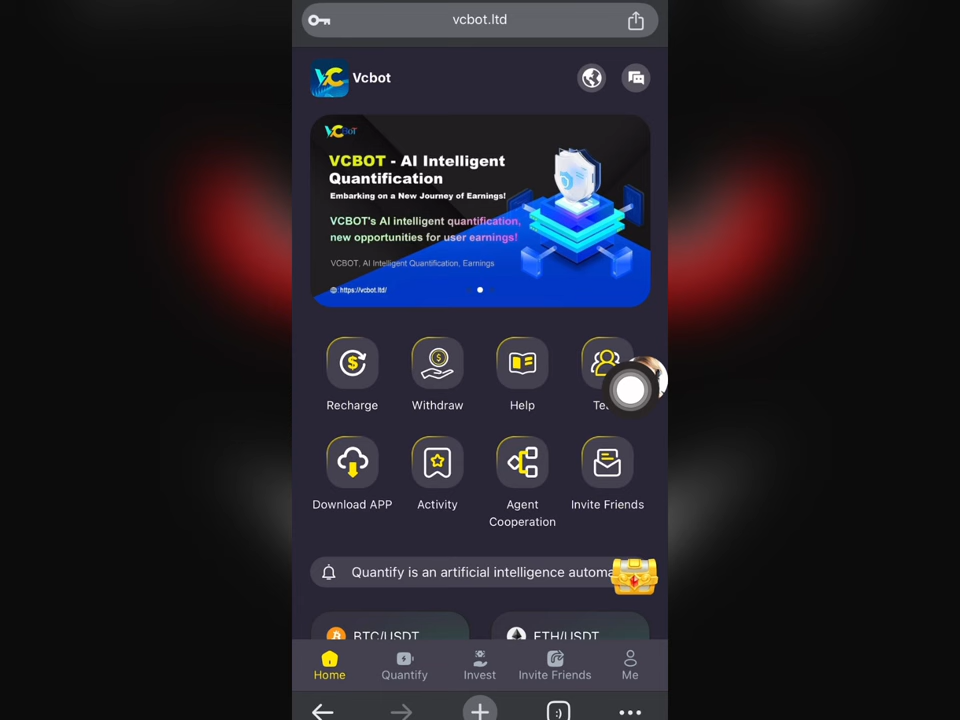 vcbot.ltd
VC
Vcbot
VCBoT
VCBOT - AI Intelligent
Quantification
Embarking on a New Journey of Earnings!
VCBOT's AI intelligent quantification,
new opportunities for user earnings!
VCBOT, AI Intelligent Quantification, Earnings
https://vcbot.ltd/
Recharge
Withdraw
Help
Download APP
Activity
Agent
Cooperation
Invite Friends
Quantify is an artificial intelligence
BTC/USDT
ETH/USDT
Home
Quantify
Invest
Invite Friends
Me